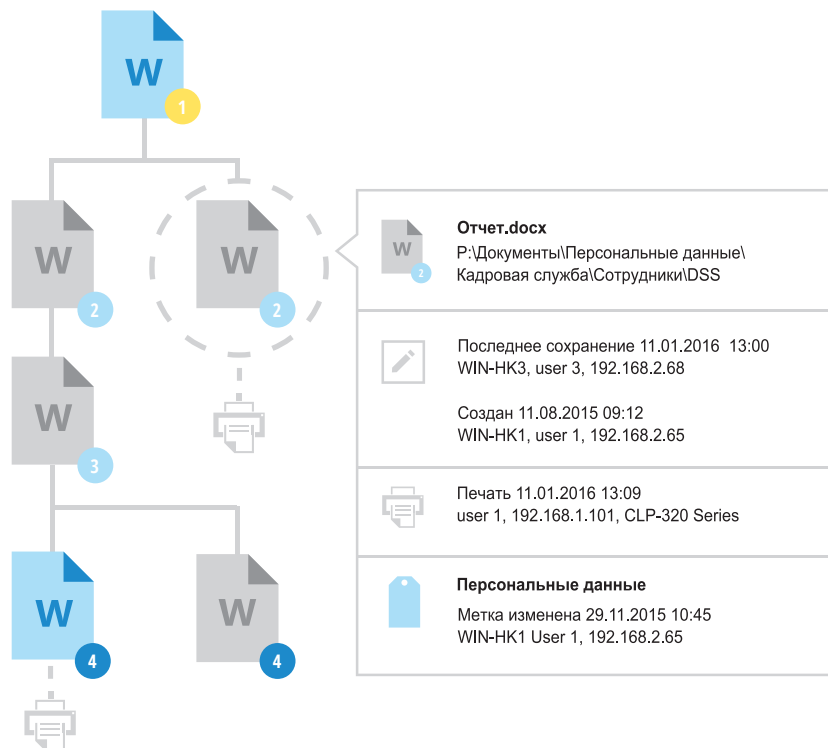 W
1
W
2
W
2
W
3
W
4
W
4
W
2
Отчет.docx
P:\Документы\Персональные данные\
Кадровая служба\Сотрудники\DSS
Последнее сохранение 11.01.2016 13:00
WIN-HK3, user 3, 192.168.2.68
Создан 11.08.2015 09:12
WIN-HK1, user 1, 192.168.2.65
Печать 11.01.2016 13:09
user 1, 192.168.1.101, CLP-320 Series
Персональные данные
Метка изменена 29.11.2015 10:45
WIN-HK1 User 1, 192.168.2.65